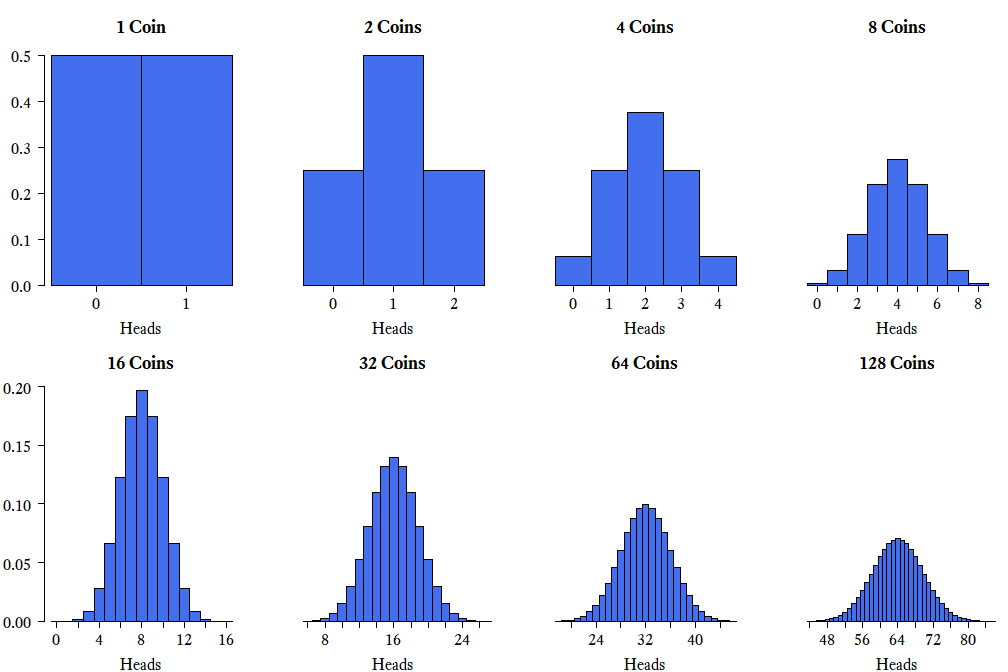 1 Coin 2 Coins 4 Coins 8 Coins
0.5
0.4
0.3
0.2
0.1
0.0
0 1 0 1 2 0 1 2 3 4 0 2 4 6 8
Heads Heads Heads Heads
16 Coins 32 Coins 64 Coins 128 Coins
0.20
0.15
0.10
0.05
0.00
0 4 8 12 16 8 16 24 24 32 40 48 56 64 72 80
Heads Heads Heads Heads